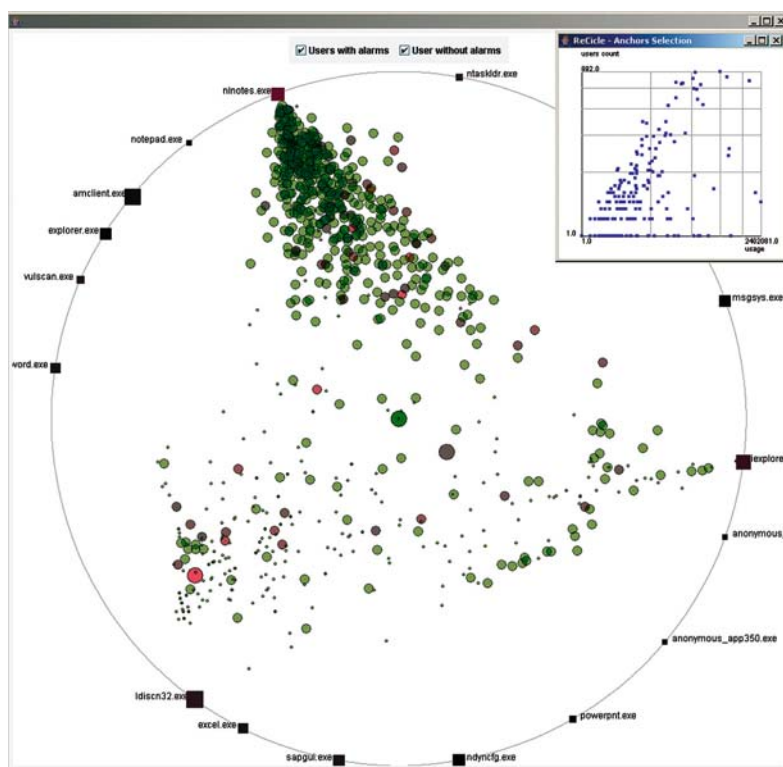 Users with alarms
User without alarms
ReCicle - Anchors Selection
users count
892.0
1.0
1.0
2402081.0
usage
ntaskldr.exe
nlnotes.exe
notepad.exe
amclient.exe
explorer.exe
vulscan.exe
word.exe
msgsys.exe
iexplore
anonymous_
anonymous_app350.exe
powerpnt.exe
ndyncfg.exe
sapgui.exe
excel.exe
ldiscn32.exe